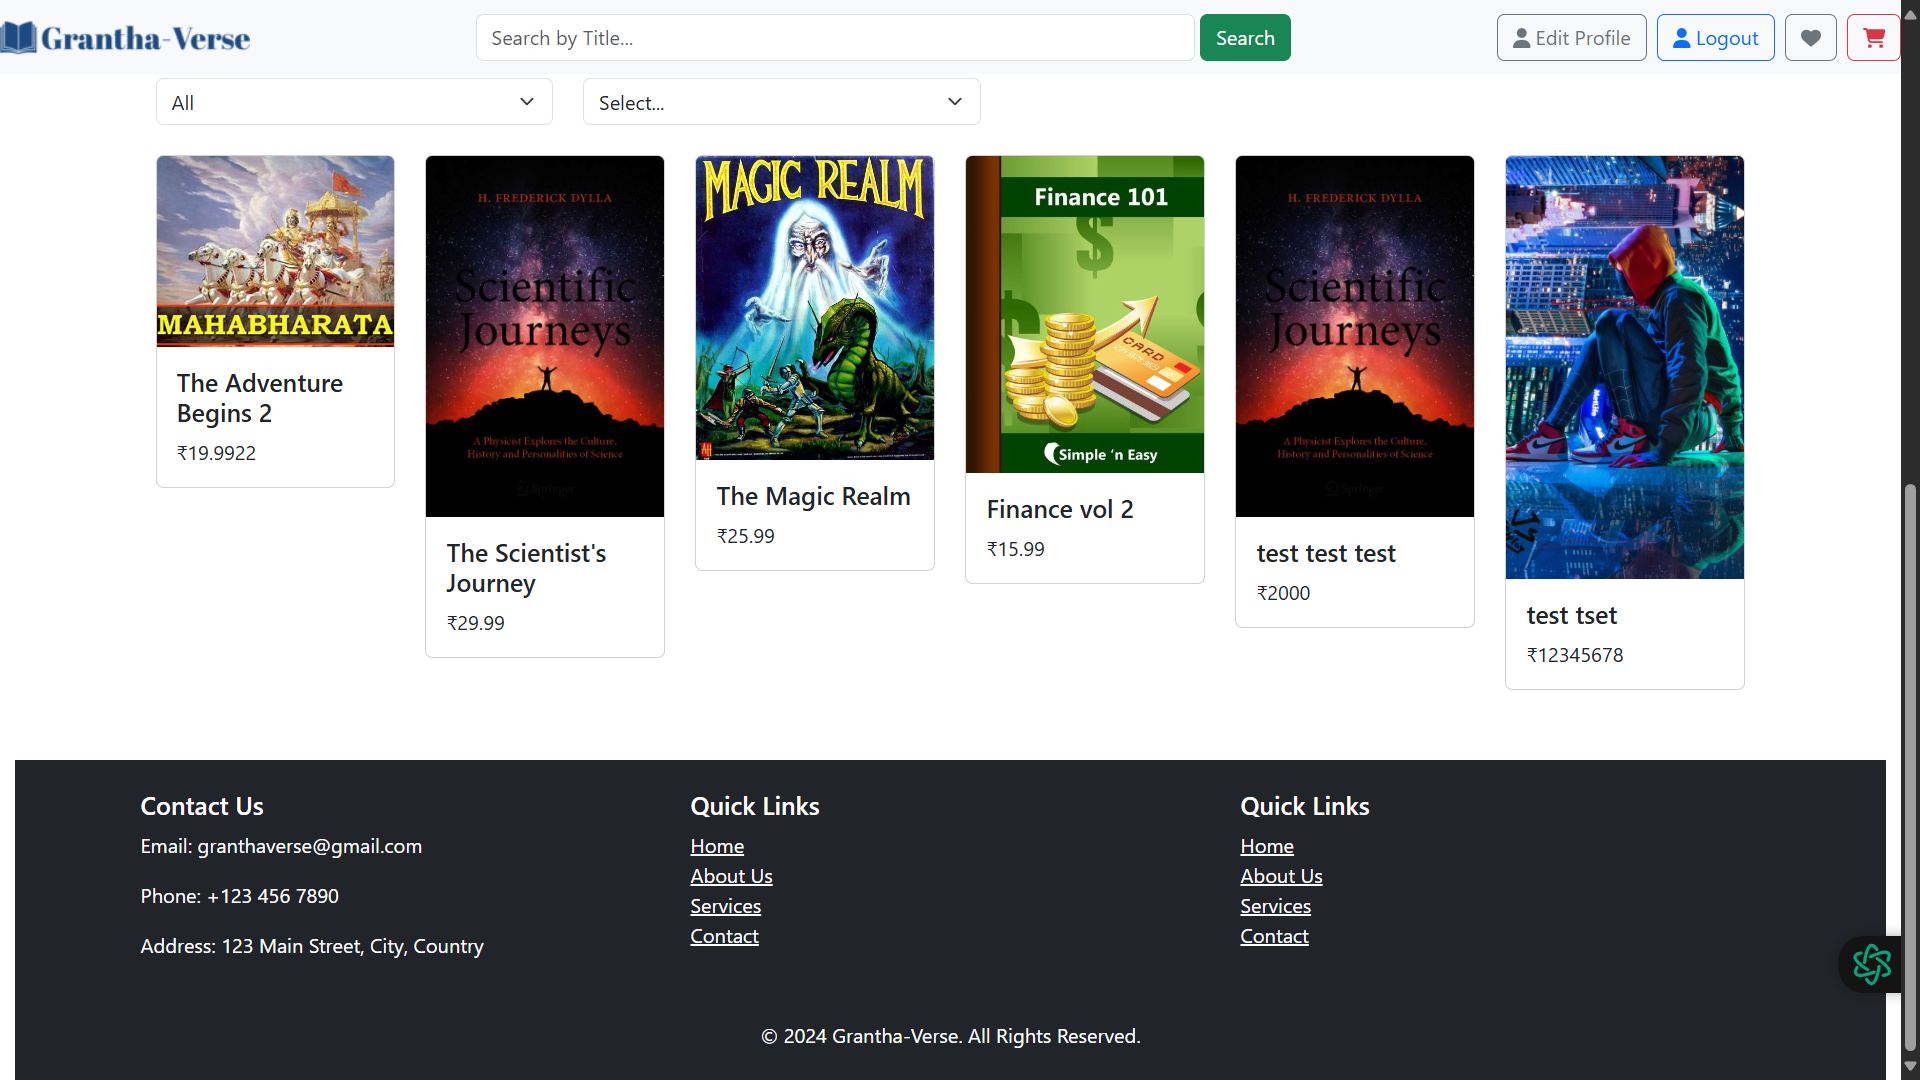 Grantha-Verse
Search by Title...
Search
Edit Profile
Logout
All
Select...
MAHABHARATA
The Adventure
Begins 2
₹19.9922
H. FREDERICK DYLLA
Scientific
Journeys
A Physicist Explores the Culture,
History and Personalities of Science
Springer
The Scientist's
Journey
₹29.99
MAGIC REALM
AH
The Magic Realm
₹25.99
Finance 101
CARD
Simple ‘n Easy
Finance vol 2
₹15.99
H. FREDERICK DYLLA
Scientific
Journeys
A Physicist Explores the Culture,
History and Personalities of Science
Springer
test test test
₹2000
test tset
₹12345678
Contact Us
Email: granthaverse@gmail.com
Phone: +123 456 7890
Address: 123 Main Street, City, Country
Quick Links
Home
About Us
Services
Contact
Quick Links
Home
About Us
Services
Contact
© 2024 Grantha-Verse. All Rights Reserved.